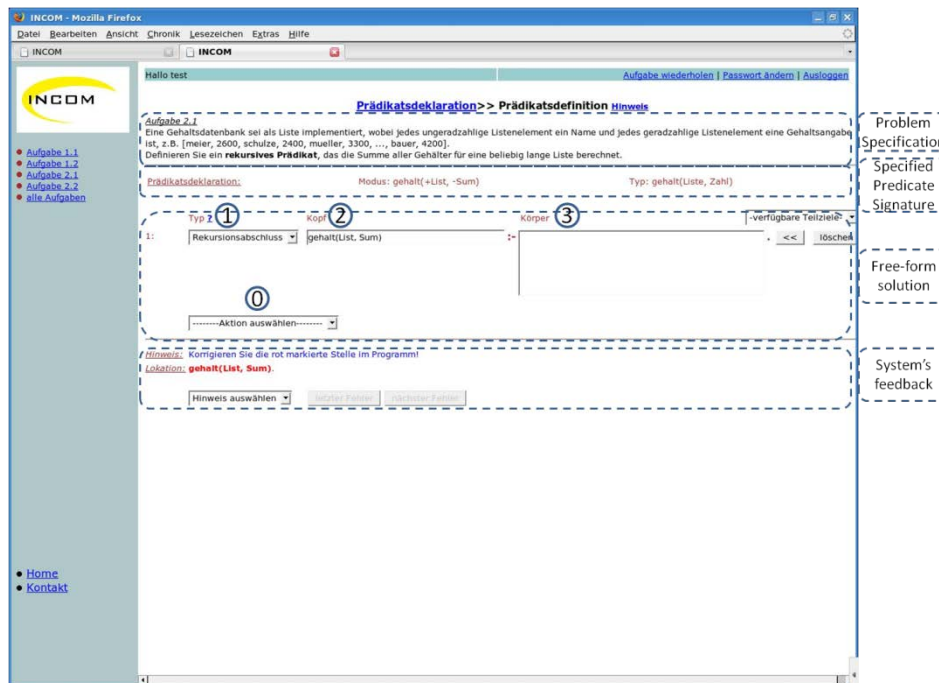 INCOM - Mozilla Firefox
Datei Bearbeiten Ansicht Chronik Lesezeichen Extras Hilfe
INCOM
INCOM
INCOM
Hallo test
Aufgabe wiederholen | Passwort ändern | Ausloggen
Prädikatsdeklaration>> Prädikatsdefinition Hinweis
Aufgabe 2.1
Eine Gehaltsdatenbank sei als Liste implementiert, wobei jedes ungeradzahlige Listenelement ein Name und jedes geradzahlige Listenelement eine Gehaltsangabe
ist, z.B. [meier, 2600, schulze, 2400, mueller, 3300, ..., bauer, 4200].
Definieren Sie ein rekursives Prädikat, das die Summe aller Gehälter für eine beliebig lange Liste berechnet.
Aufgabe 1.1
Aufgabe 1.2
Aufgabe 2.1
Aufgabe 2.2
alle Aufgaben
Prädikatsdeklaration: Modus: gehalt(+List, -Sum) Typ: gehalt(Liste, Zahl)
Typ ? 1 Kopf 2 Körper 3 -verfügbare Teilziele-
1: Rekursionsabschluss gehalt(List, Sum) :- . << löschen
0
--------Aktion auswählen--------
Hinweis: Korrigieren Sie die rot markierte Stelle im Programm!
Lokation: gehalt(List, Sum).
Hinweis auswählen letzter Fehler nächster Fehler
Home
Kontakt
Problem
Specification
Specified
Predicate
Signature
Free-form
solution
System's
feedback